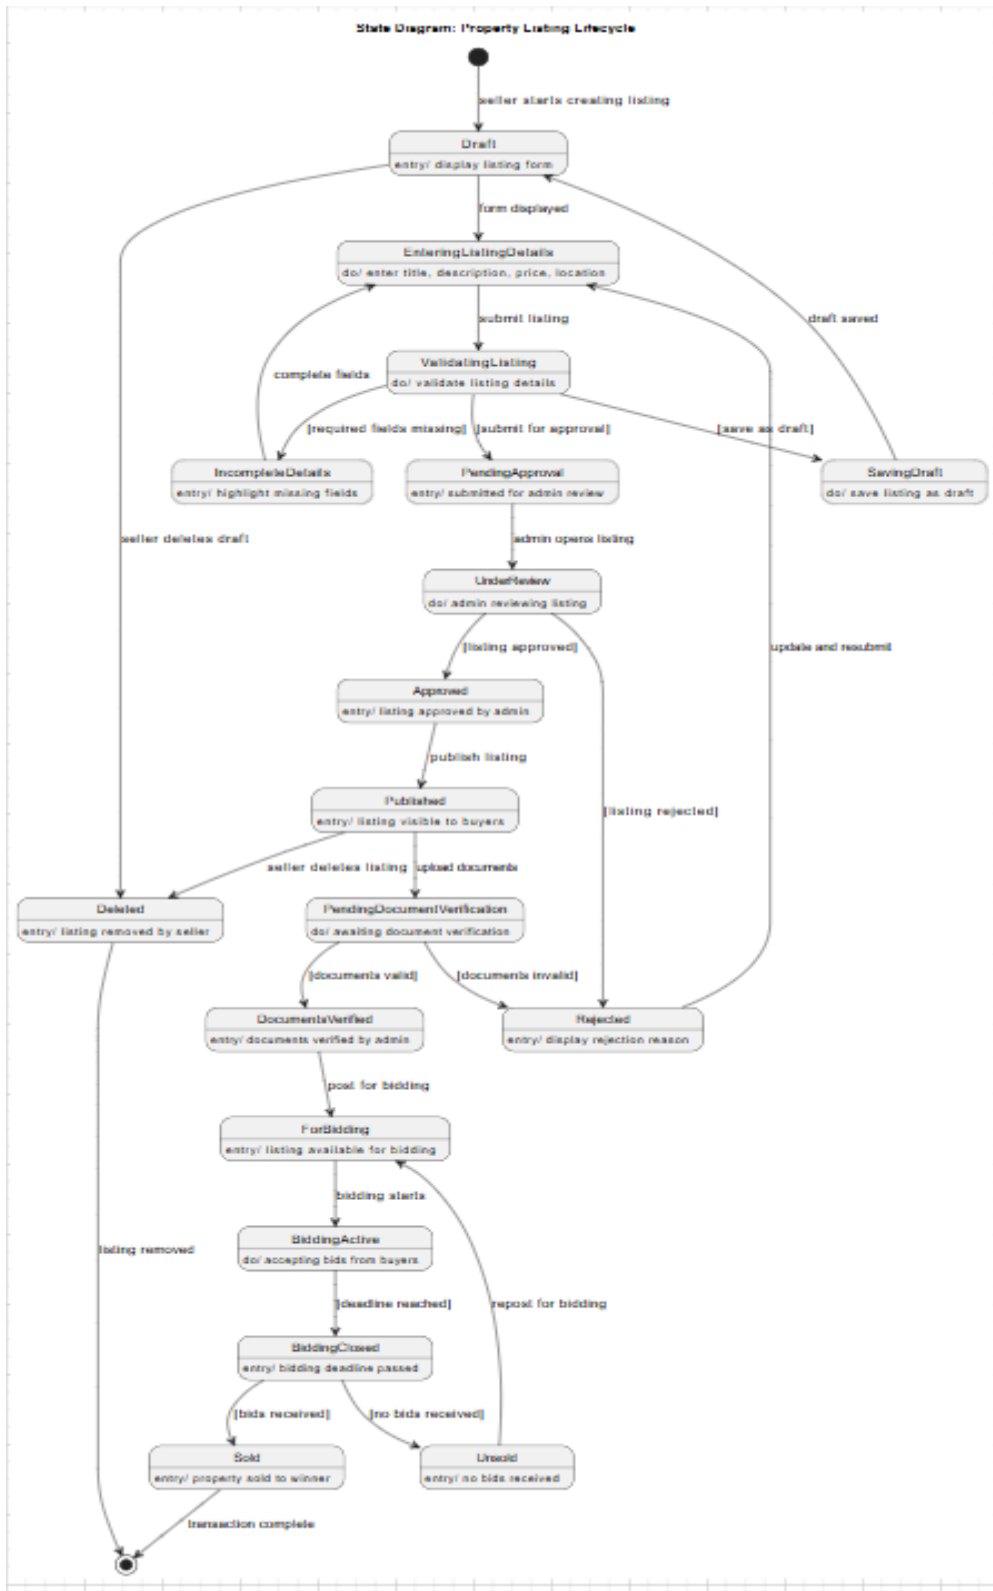 State Diagram: Property Listing Lifecycle
seller starts creating listing
Draft
entry/ display listing form
form displayed
EnteringListingDetails
do/ enter title, description, price, location
submit listing
draft saved
ValidatingListing
do/ validate listing details
complete fields
[required fields missing]
[submit for approval]
[save as draft]
IncompleteDetails
entry/ highlight missing fields
PendingApproval
entry/ submitted for admin review
SavingDraft
do/ save listing as draft
seller deletes draft
admin opens listing
UnderReview
do/ admin reviewing listing
[listing approved]
update and resubmit
Approved
entry/ listing approved by admin
publish listing
Published
entry/ listing visible to buyers
[listing rejected]
seller deletes listing
upload documents
Deleted
entry/ listing removed by seller
PendingDocumentVerification
do/ awaiting document verification
[documents valid]
[documents invalid]
DocumentsVerified
entry/ documents verified by admin
Rejected
entry/ display rejection reason
post for bidding
ForBidding
entry/ listing available for bidding
bidding starts
BiddingActive
do/ accepting bids from buyers
listing removed
[deadline reached]
repost for bidding
BiddingClosed
entry/ bidding deadline passed
[bids received]
[no bids received]
Sold
entry/ property sold to winner
Unsold
entry/ no bids received
transaction complete